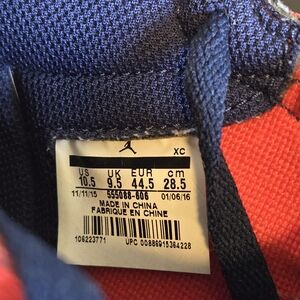 XC
US UK EUR cm
10.5 9.5 44.5 28.5
11/11/15 555088-606 01/06/16
MADE IN CHINA
FABRIQUE EN CHINE
106223771 UPC 00886915364228